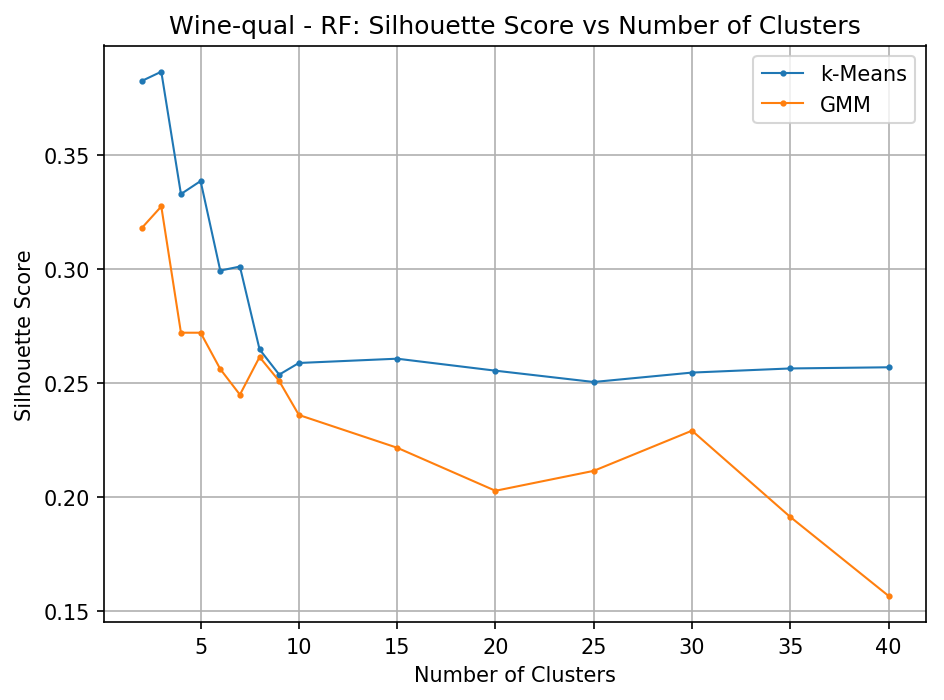 Wine-qual - RF: Silhouette Score vs Number of Clusters
k-Means
GMM
Silhouette Score
0.35
0.30
0.25
0.20
0.15
5 10 15 20 25 30 35 40
Number of Clusters